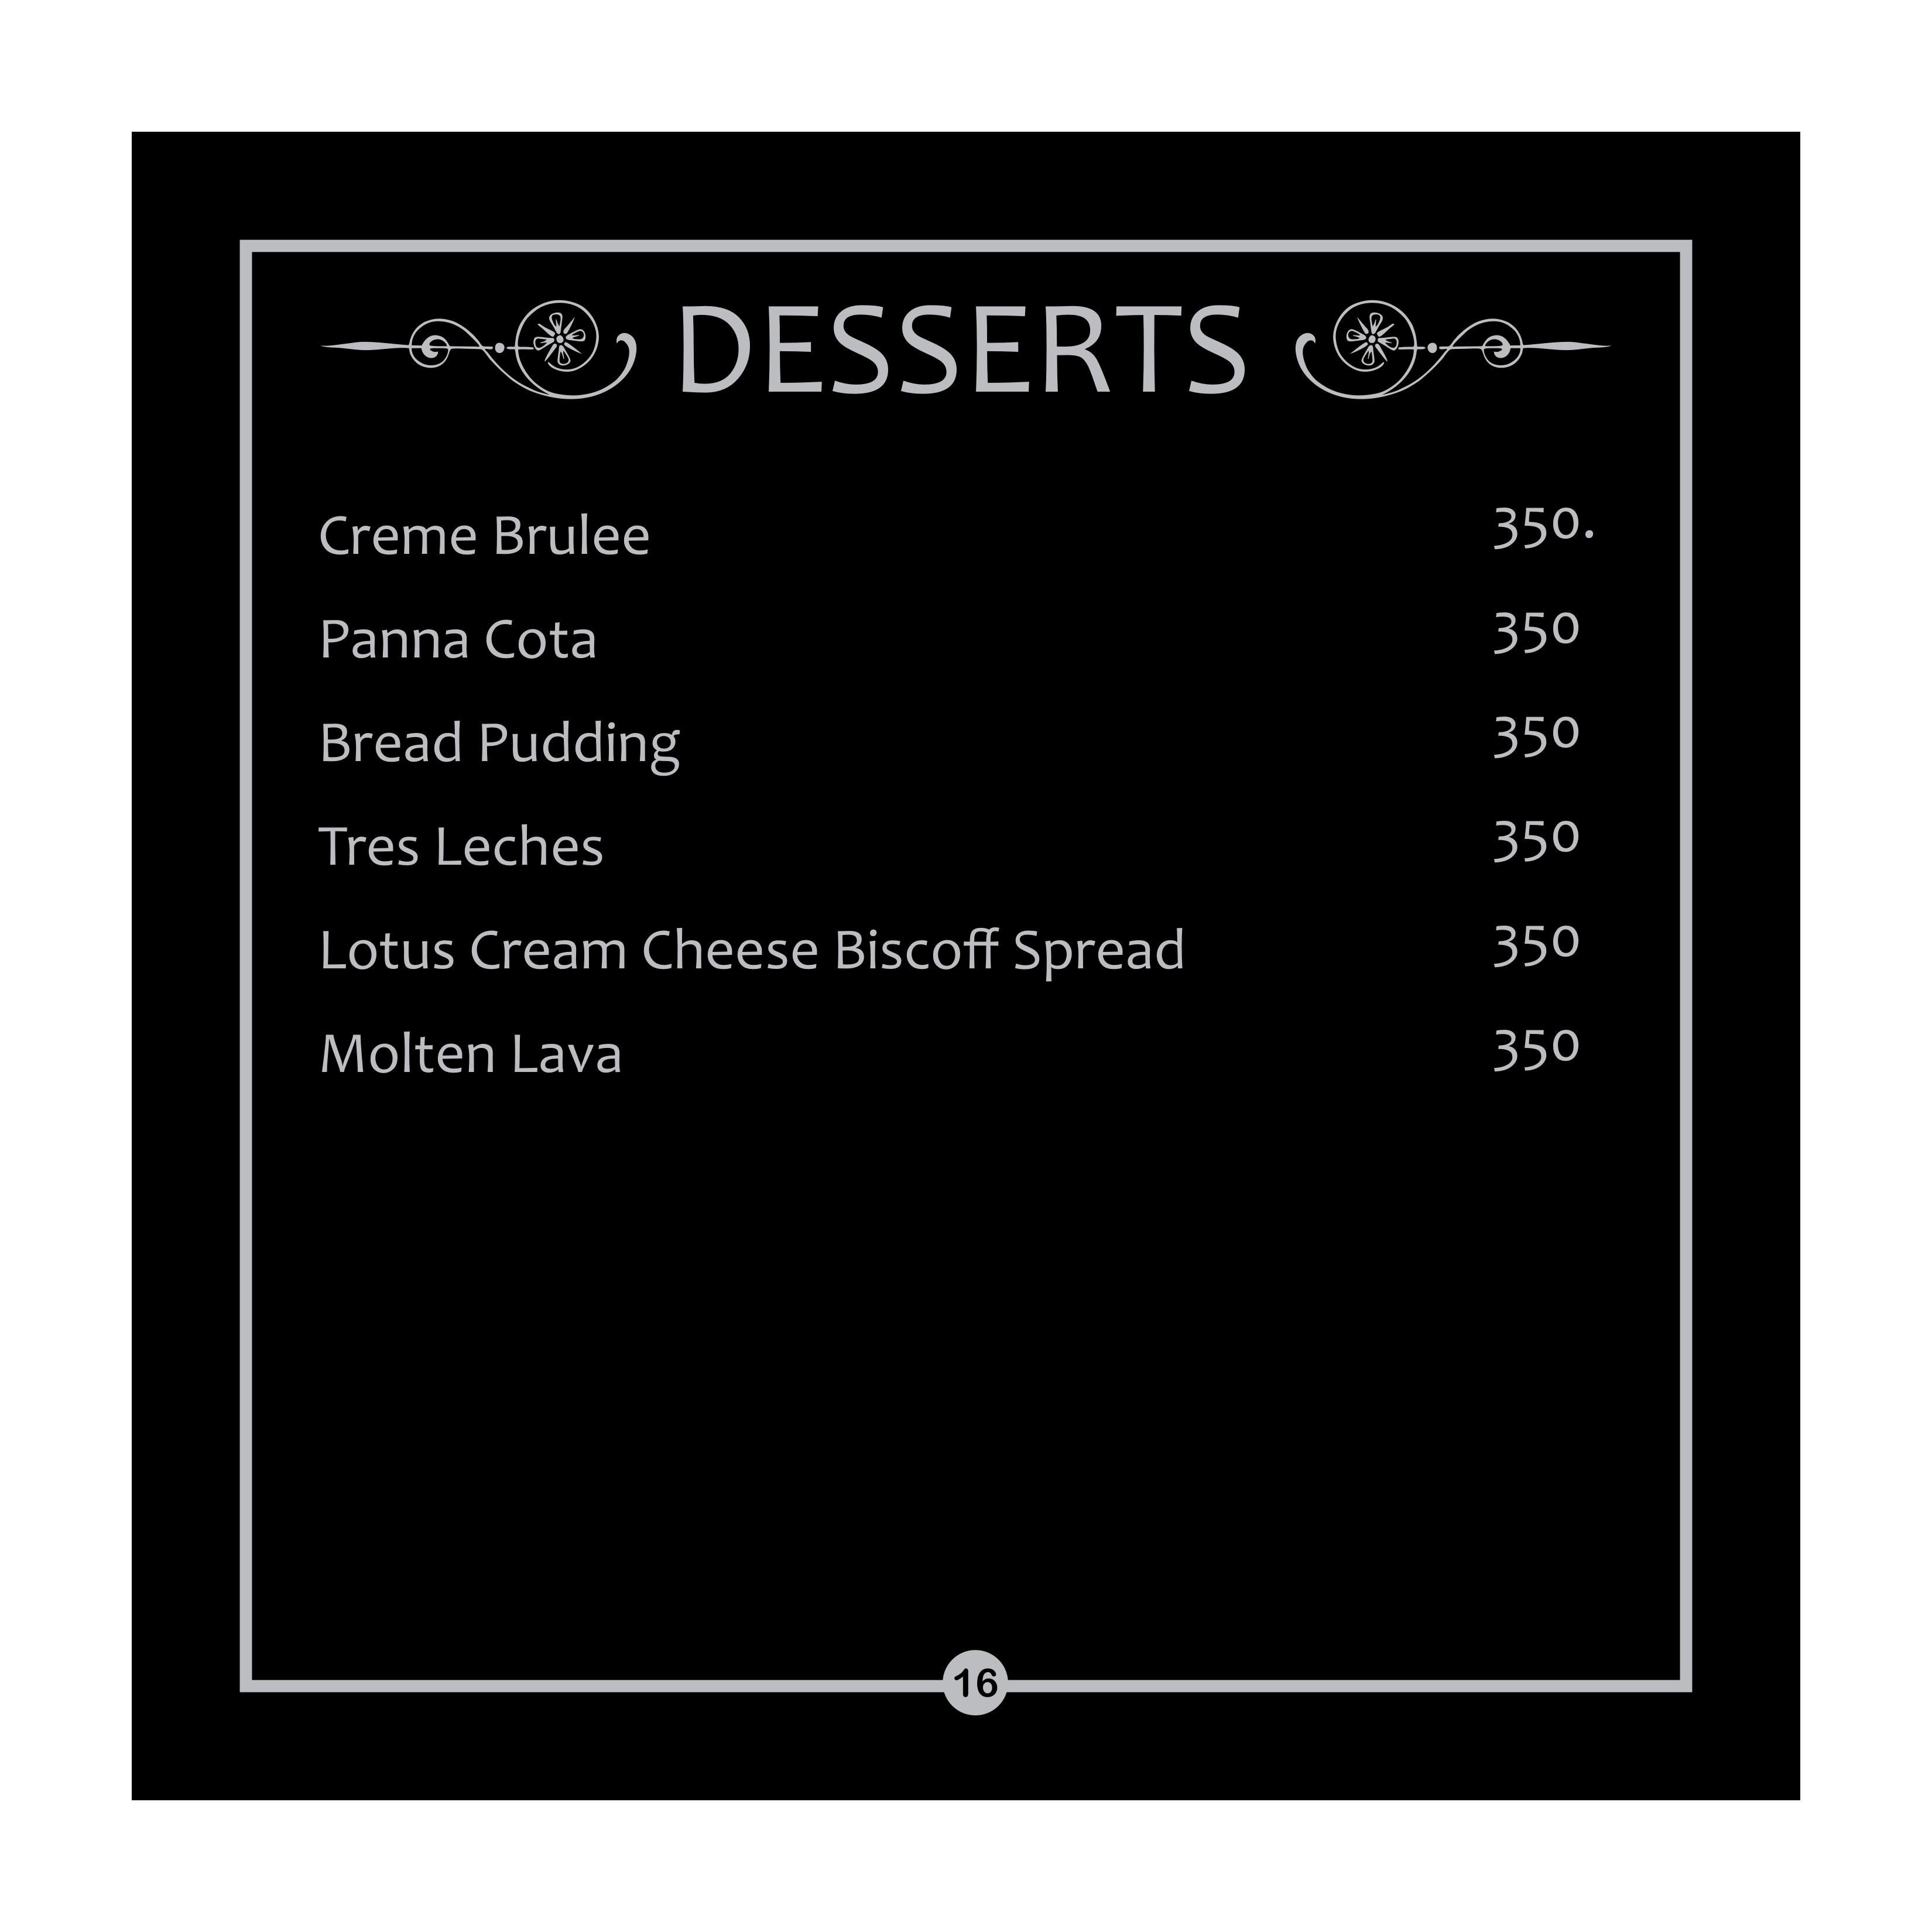 DESSERTS
Creme Brulee 350.
Panna Cota 350
Bread Pudding 350
Tres Leches 350
Lotus Cream Cheese Biscoff Spread 350
Molten Lava 350
16